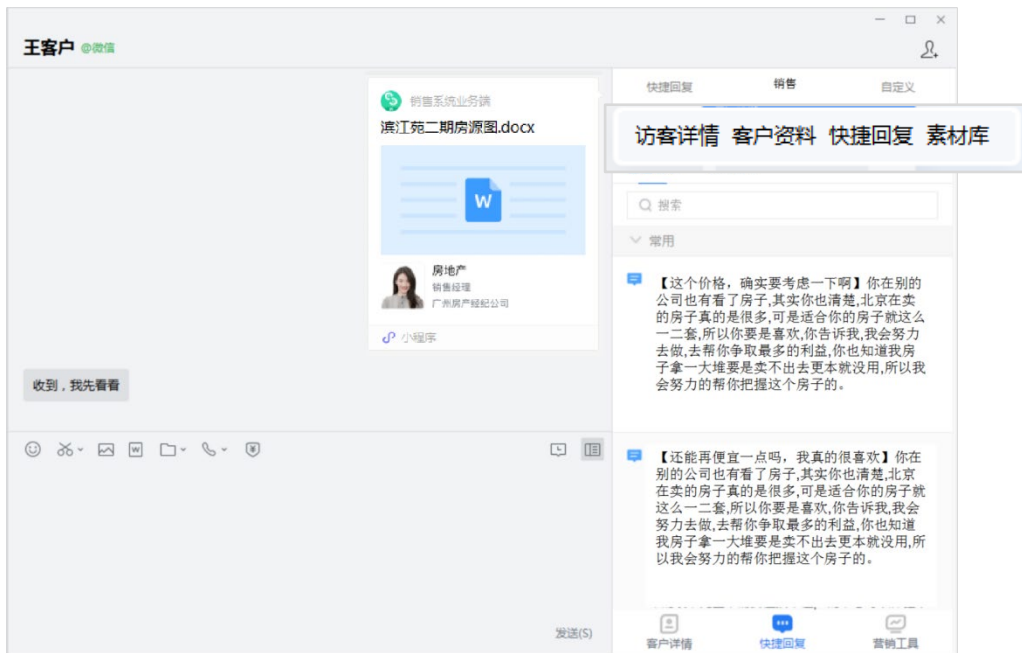 王客户 @微信
快捷回复 销售 自定义
访客详情 客户资料 快捷回复 素材库
销售系统业务端
滨江苑二期房源图.docx
W
房地产
销售经理
广州房产经纪公司
小程序
收到，我先看看
发送(S)
搜索
常用
【这个价格，确实要考虑一下啊】你在别的
公司也有看了房子,其实你也清楚,北京在卖
的房子真的是很多,可是适合你的房子就这么
一二套,所以你要是喜欢,你告诉我,我会努力
去做,去帮你争取最多的利益,你也知道我房
子拿一大堆要是卖不出去更本就没用,所以我
会努力的帮你把握这个房子的。
【还能再便宜一点吗，我真的很喜欢】你在
别的公司也有看了房子,其实你也清楚,北京
在卖的房子真的是很多,可是适合你的房子就
这么一二套,所以你要是喜欢,你告诉我,我会
努力去做,去帮你争取最多的利益,你也知道
我房子拿一大堆要是卖不出去更本就没用,所
以我会努力的帮你把握这个房子的。
客户详情 快捷回复 营销工具